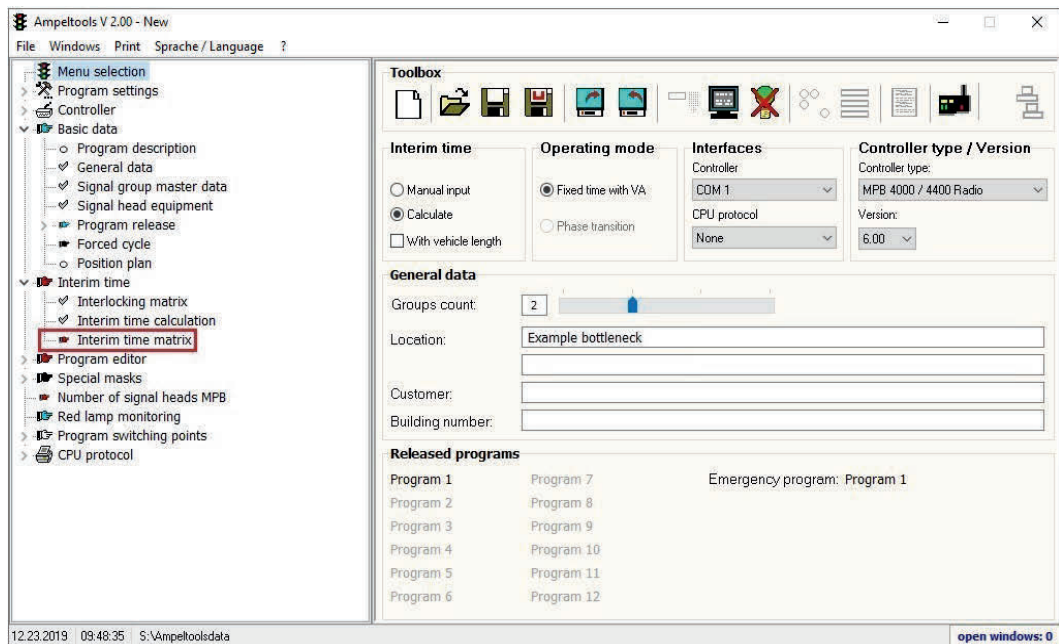 Ampeltools V 2.00 - New
File Windows Print Sprache / Language ?
Menu selection
Program settings
Controller
Basic data
Program description
General data
Signal group master data
Signal head equipment
Program release
Forced cycle
Position plan
Interim time
Interlocking matrix
Interim time calculation
Interim time matrix
Program editor
Special masks
Number of signal heads MPB
Red lamp monitoring
Program switching points
CPU protocol
Toolbox
Interim time
Manual input
Calculate
With vehicle length
Operating mode
Fixed time with VA
Phase transition
Interfaces
Controller
COM 1
CPU protocol
None
Controller type / Version
Controller type:
MPB 4000 / 4400 Radio
Version:
6.00
General data
Groups count: 2
Location: Example bottleneck
Customer:
Building number:
Released programs
Program 1 Program 7 Emergency program: Program 1
Program 2 Program 8
Program 3 Program 9
Program 4 Program 10
Program 5 Program 11
Program 6 Program 12
12.23.2019 09:48:35 S:\Ampeltoolsdata open windows: 0